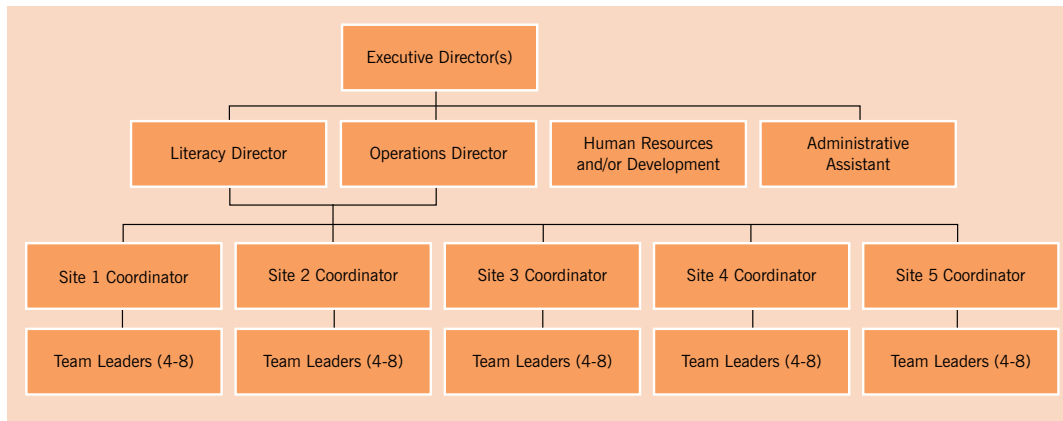 Executive Director(s)
Literacy Director
Operations Director
Human Resources
and/or Development
Administrative
Assistant
Site 1 Coordinator
Site 2 Coordinator
Site 3 Coordinator
Site 4 Coordinator
Site 5 Coordinator
Team Leaders (4-8)
Team Leaders (4-8)
Team Leaders (4-8)
Team Leaders (4-8)
Team Leaders (4-8)